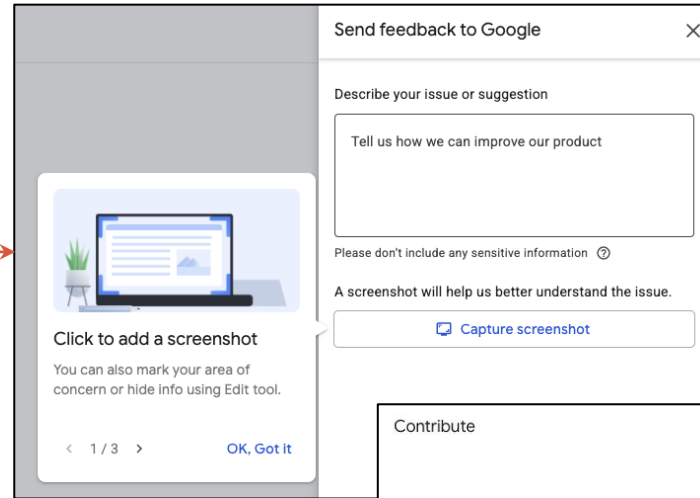 Send feedback to Google
Describe your issue or suggestion
Tell us how we can improve our product
Please don't include any sensitive information
A screenshot will help us better understand the issue.
Capture screenshot
Click to add a screenshot
You can also mark your area of
concern or hide info using Edit tool.
1 / 3
OK, Got it
Contribute